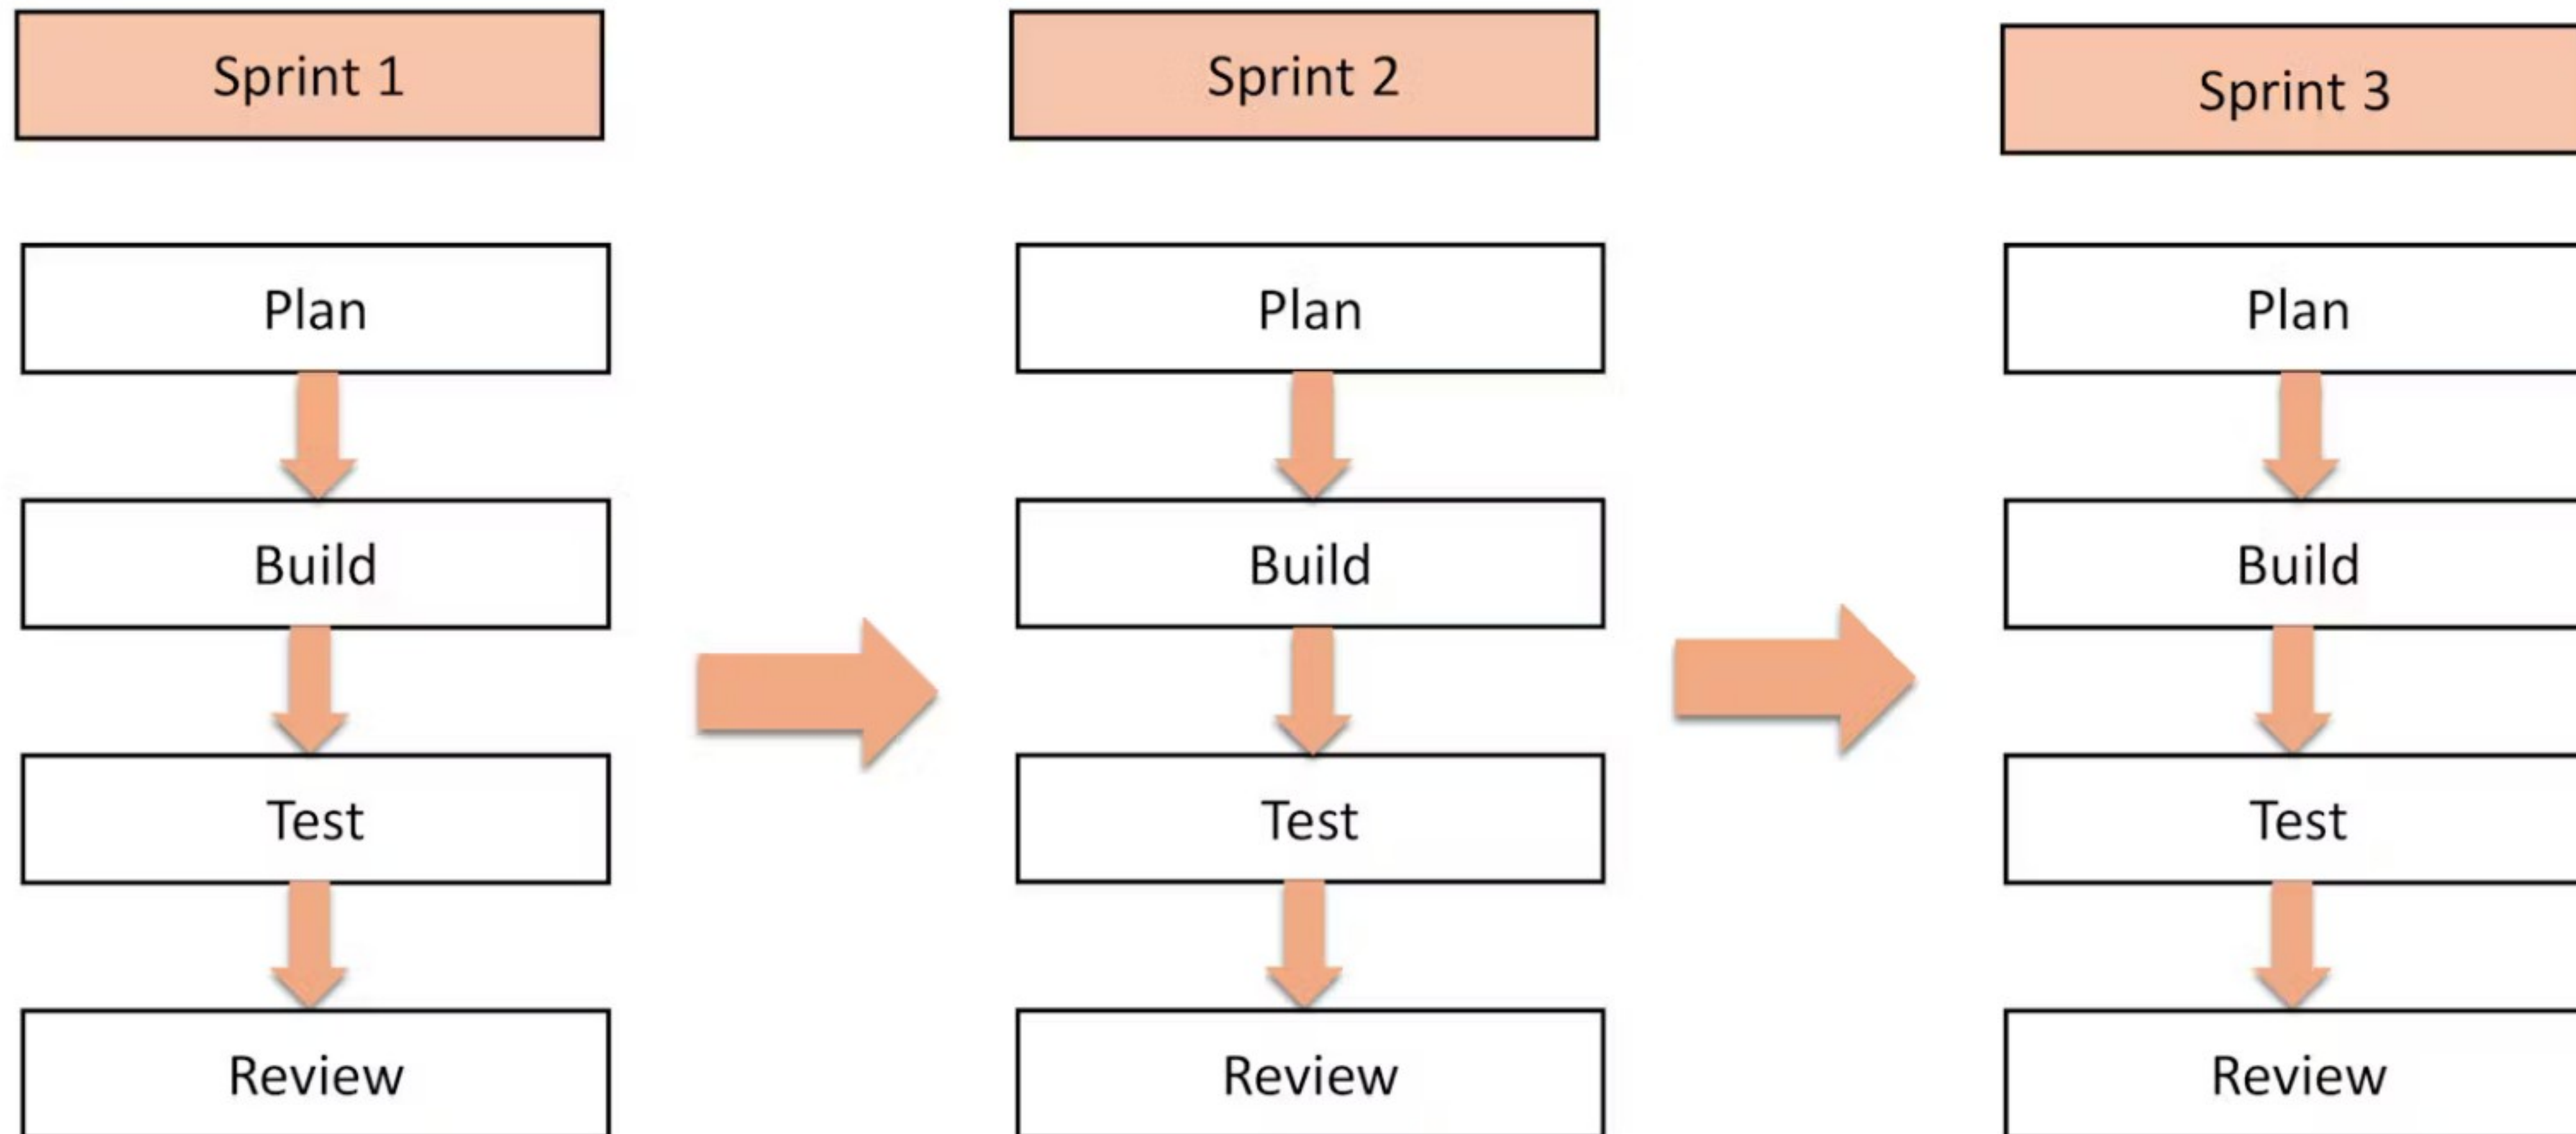 Sprint 1
Plan
Build
Test
Review
Sprint 2
Plan
Build
Test
Review
Sprint 3
Plan
Build
Test
Review